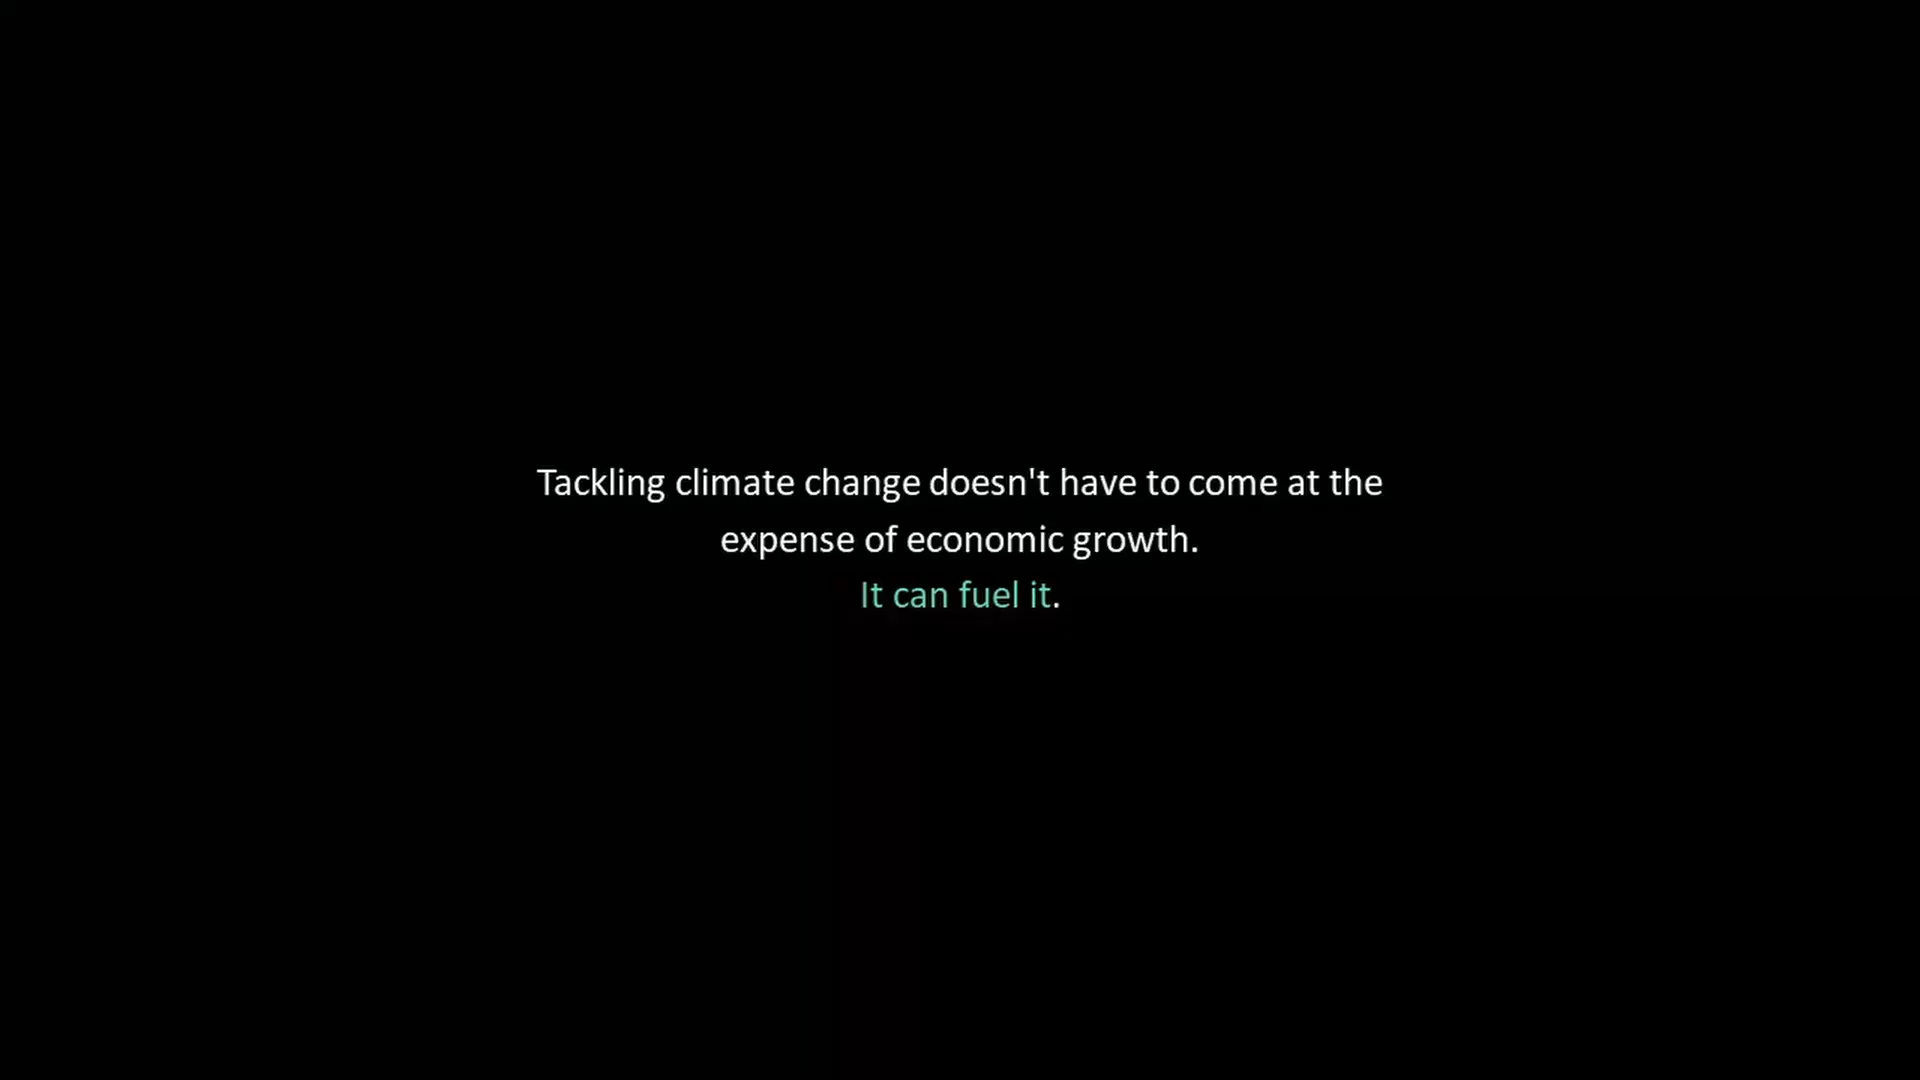 Tackling climate change doesn't have to come at the
expense of economic growth.
It can fuel it.